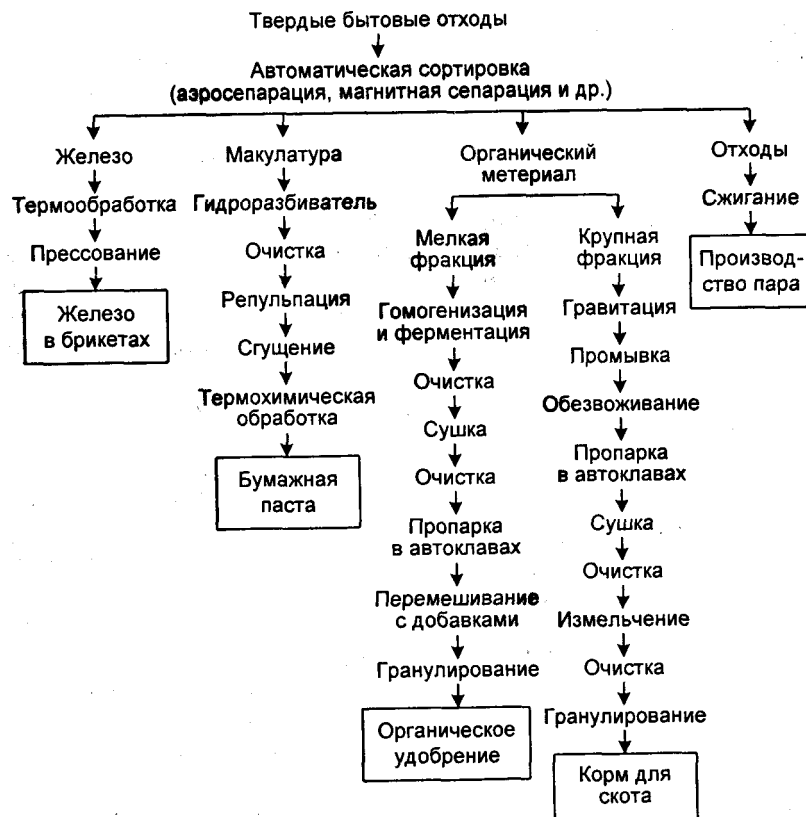 Твердые бытовые отходы
Автоматическая сортировка
(аэросепарация, магнитная сепарация и др.)
Железо
Термообработка
Прессование
Железо
в брикетах
Макулатура
Гидроразбиватель
Очистка
Репульпация
Сгущение
Термохимическая
обработка
Бумажная
паста
Органический
метериал
Мелкая
фракция
Гомогенизация
и ферментация
Очистка
Сушка
Очистка
Пропарка
в автоклавах
Перемешивание
с добавками
Гранулирование
Органическое
удобрение
Крупная
фракция
Гравитация
Промывка
Обезвоживание
Пропарка
в автоклавах
Сушка
Очистка
Измельчение
Очистка
Гранулирование
Корм для
скота
Отходы
Сжигание
Производ-
ство пара